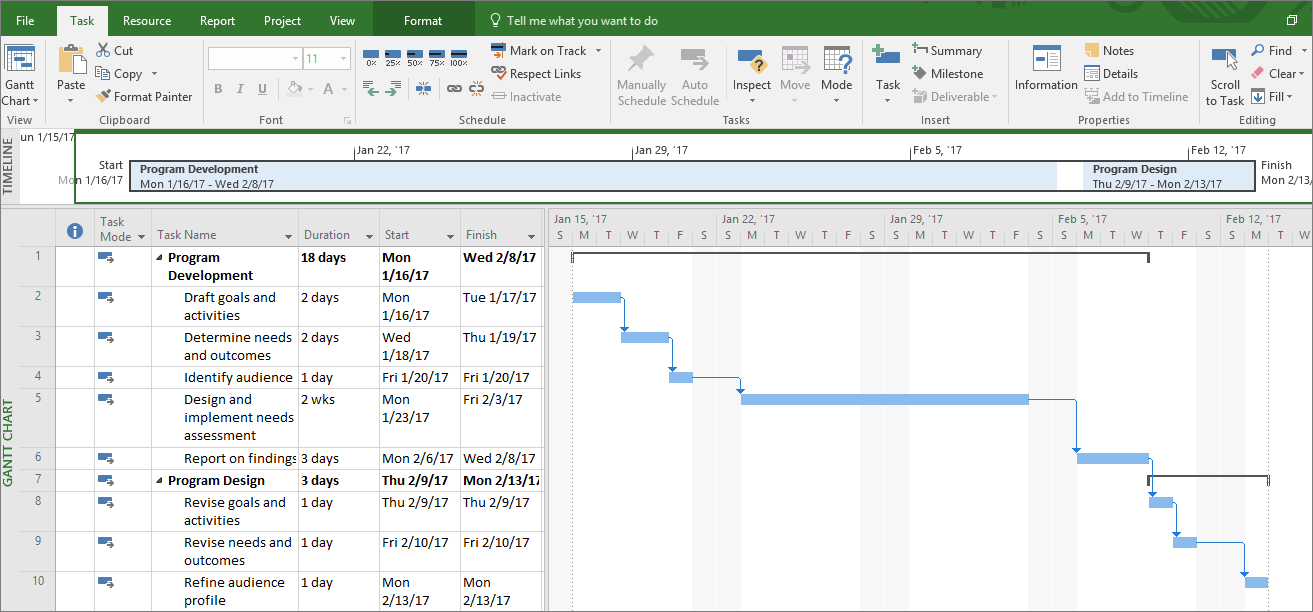 File Task Resource Report Project View Format Tell me what you want to do
Gantt
Chart
View
Paste
Cut
Copy
Format Painter
Clipboard
11
B I U A
Font
0% 25% 50% 75% 100%
Mark on Track
Respect Links
Inactivate
Schedule
Manually
Schedule
Auto
Schedule
Inspect
Move
Mode
Tasks
Task
Summary
Milestone
Deliverable
Insert
Information
Notes
Details
Add to Timeline
Properties
Scroll
to Task
Find
Clear
Fill
Editing
TIMELINE
un 1/15/17
Jan 22, '17 Jan 29, '17 Feb 5, '17 Feb 12, '17
Start
Mon 1/16/17
Program Development
Mon 1/16/17 - Wed 2/8/17
Program Design
Thu 2/9/17 - Mon 2/13/17
Finish
Mon 2/13/
GANTT CHART
Task
Mode
Task Name Duration Start Finish
Jan 15, '17 Jan 22, '17 Jan 29, '17 Feb 5, '17 Feb 12, '17
S M T W T F S S M T W T F S S M T W T F S S M T W T F S S M T W
1 Program 18 days Mon Wed 2/8/17
Development 1/16/17
2 Draft goals and 2 days Mon Tue 1/17/17
activities 1/16/17
3 Determine needs 2 days Wed Thu 1/19/17
and outcomes 1/18/17
4 Identify audience 1 day Fri 1/20/17 Fri 1/20/17
5 Design and 2 wks Mon Fri 2/3/17
implement needs 1/23/17
assessment
6 Report on findings 3 days Mon 2/6/17 Wed 2/8/17
7 Program Design 3 days Thu 2/9/17 Mon 2/13/17
8 Revise goals and 1 day Thu 2/9/17 Thu 2/9/17
activities
9 Revise needs and 1 day Fri 2/10/17 Fri 2/10/17
outcomes
10 Refine audience 1 day Mon Mon
profile 2/13/17 2/13/17